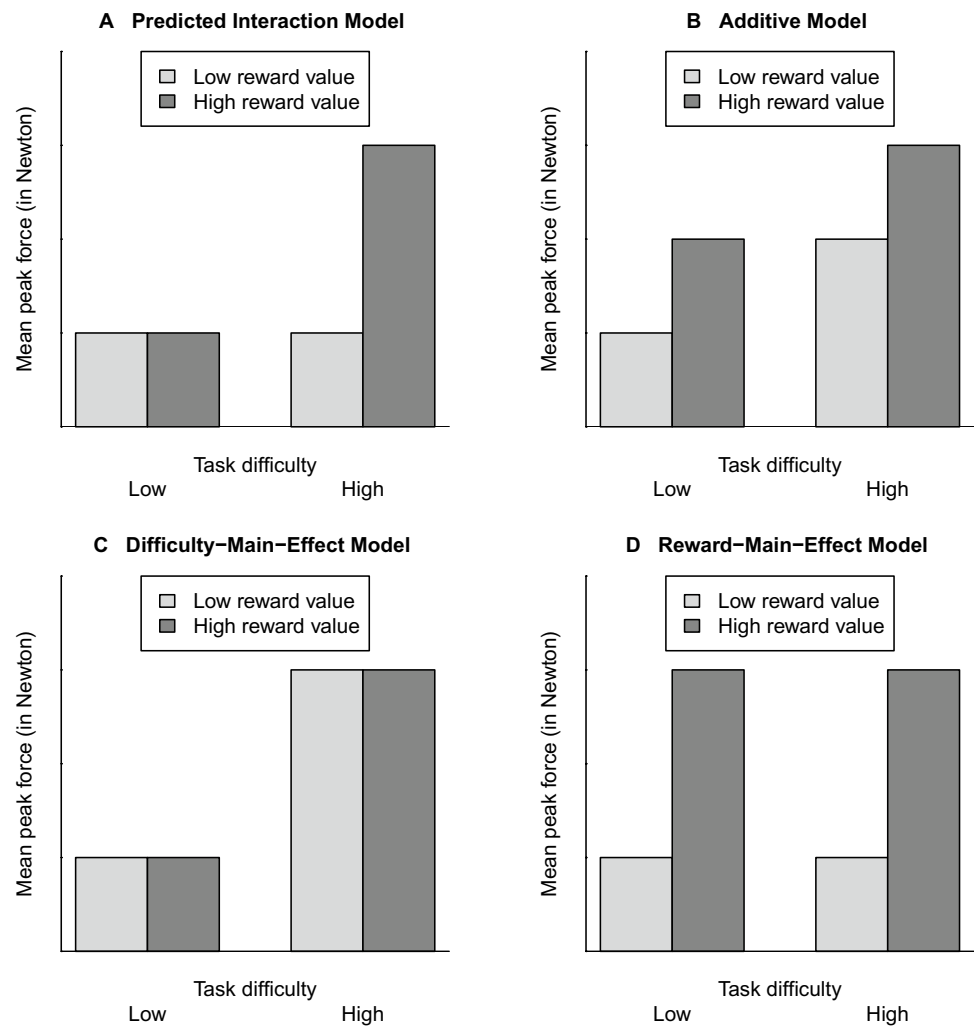 A Predicted Interaction Model
Low reward value
High reward value
Mean peak force (in Newton)
Task difficulty
Low High
B Additive Model
Low reward value
High reward value
Mean peak force (in Newton)
Task difficulty
Low High
C Difficulty−Main−Effect Model
Low reward value
High reward value
Mean peak force (in Newton)
Task difficulty
Low High
D Reward−Main−Effect Model
Low reward value
High reward value
Mean peak force (in Newton)
Task difficulty
Low High